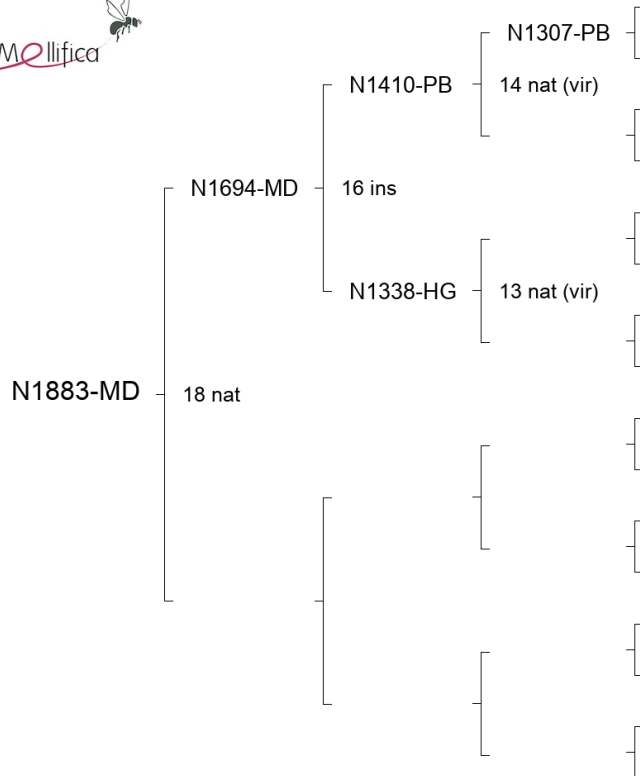 Mellifica
N1307-PB
N1410-PB
14 nat (vir)
N1694-MD
16 ins
N1338-HG
13 nat (vir)
N1883-MD
18 nat